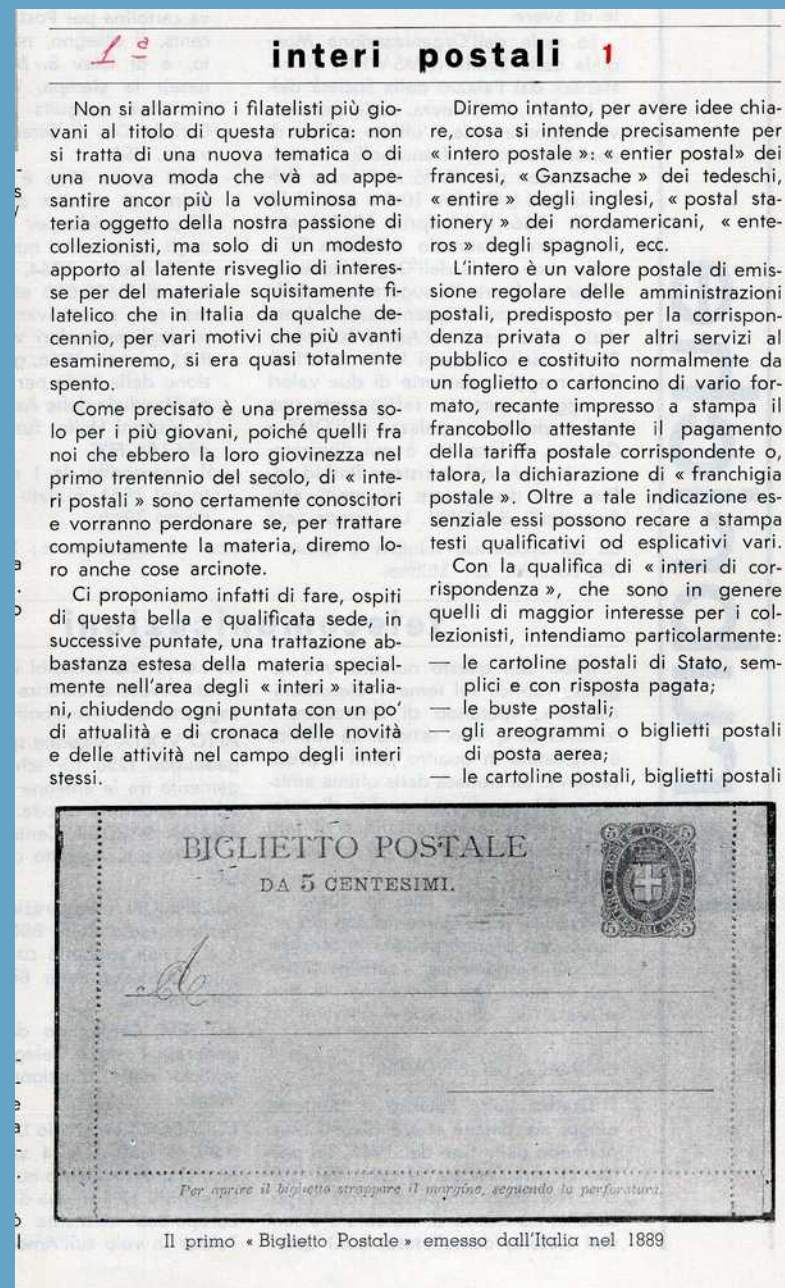 1ª
interi postali 1
Non si allarmino i filatelisti più gio-
vani al titolo di questa rubrica: non
si tratta di una nuova tematica o di
una nuova moda che và ad appe-
santire ancor più la voluminosa ma-
teria oggetto della nostra passione di
collezionisti, ma solo di un modesto
apporto al latente risveglio di interes-
se per del materiale squisitamente fi-
latelico che in Italia da qualche de-
cennio, per vari motivi che più avanti
esamineremo, si era quasi totalmente
spento.
Come precisato è una premessa so-
lo per i più giovani, poiché quelli fra
noi che ebbero la loro giovinezza nel
primo trentennio del secolo, di « inte-
ri postali » sono certamente conoscitori
e vorranno perdonare se, per trattare
compiutamente la materia, diremo lo-
ro anche cose arcinote.
Ci proponiamo infatti di fare, ospiti
di questa bella e qualificata sede, in
successive puntate, una trattazione ab-
bastanza estesa della materia special-
mente nell'area degli « interi » italia-
ni, chiudendo ogni puntata con un po'
di attualità e di cronaca delle novità
e delle attività nel campo degli interi
stessi.
Diremo intanto, per avere idee chia-
re, cosa si intende precisamente per
« intero postale »: « entier postal» dei
francesi, « Ganzsache » dei tedeschi,
« entire » degli inglesi, « postal sta-
tionery » dei nordamericani, « ente-
ros » degli spagnoli, ecc.
L'intero è un valore postale di emis-
sione regolare delle amministrazioni
postali, predisposto per la corrispon-
denza privata o per altri servizi al
pubblico e costituito normalmente da
un foglietto o cartoncino di vario for-
mato, recante impresso a stampa il
francobollo attestante il pagamento
della tariffa postale corrispondente o,
talora, la dichiarazione di « franchigia
postale ». Oltre a tale indicazione es-
senziale essi possono recare a stampa
testi qualificativi od esplicativi vari.
Con la qualifica di « interi di cor-
rispondenza », che sono in genere
quelli di maggior interesse per i col-
lezionisti, intendiamo particolarmente:
— le cartoline postali di Stato, sem-
plici e con risposta pagata;
— le buste postali;
— gli areogrammi o biglietti postali
di posta aerea;
— le cartoline postali, biglietti postali
BIGLIETTO POSTALE
DA 5 CENTESIMI.
A
Per aprire il biglietto strappare il margine, seguendo la perforatura.
Il primo « Biglietto Postale » emesso dall'Italia nel 1889